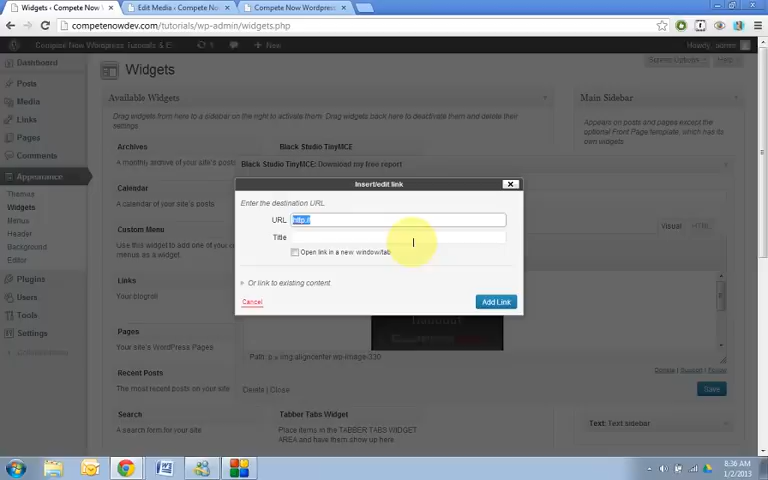 Widgets ‹ Compete Now W
Edit Media ‹ Compete Now
Compete Now Wordpress
competenowdev.com/tutorials/wp-admin/widgets.php
Compete Now Wordpress Tutorials & E
1
+ New
Howdy, admin
Dashboard
Posts
Media
Links
Pages
Comments
Appearance
Themes
Widgets
Menus
Header
Background
Editor
Plugins
Users
Tools
Settings
Widgets
Screen Options
Help
Available Widgets
Drag widgets from here to a sidebar on the right to activate them. Drag widgets back here to deactivate them and delete their
settings.
Archives
A monthly archive of your site's
Calendar
A calendar of your site's
Custom Menu
Use this widget to add one of your
menus as a widget.
Links
Your blogroll
Pages
Your site's WordPress Pages
Recent Posts
The most recent posts on your site
Search
A search form for your site
Black Studio TinyMCE
Black Studio TinyMCE: Download my free report
Visual
HTML
Path: p » img.aligncenter.wp-image-330
Delete | Close
Save
Tabber Tabs Widget
Place items in the TABBER TABS WIDGET
AREA and have them show up here.
Main Sidebar
Appears on posts and pages except the
optional Front Page template, which has its
own widgets
Text: Text sidebar
Insert/edit link
Enter the destination URL
URL
http://
Title
Open link in a new window/tab
Or link to existing content
Cancel
Add Link
8:36 AM
1/2/2013